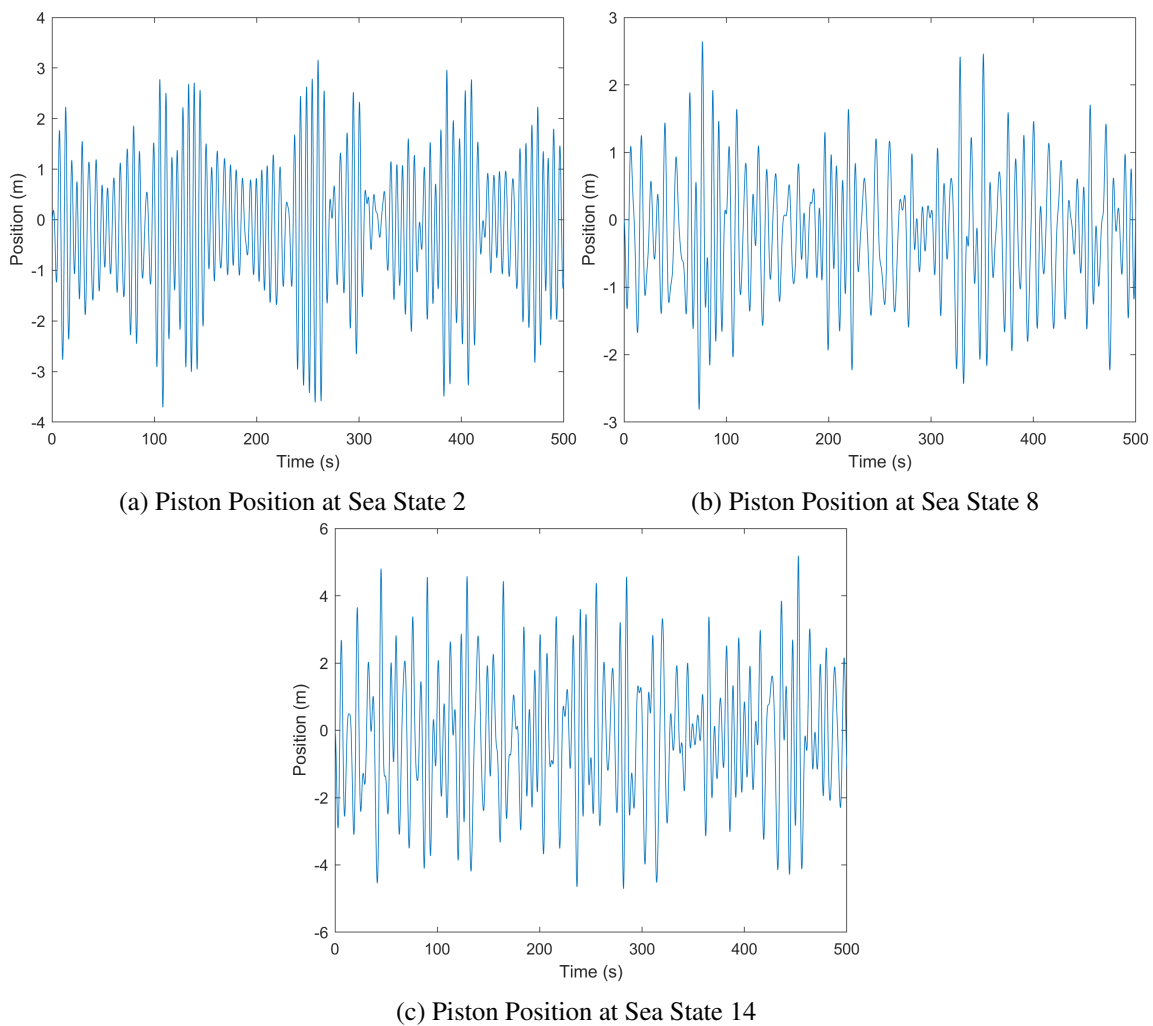 4
3
2
1
0
-1
-2
-3
-4
Position (m)
0 100 200 300 400 500
Time (s)
(a) Piston Position at Sea State 2
3
2
1
0
-1
-2
-3
Position (m)
0 100 200 300 400 500
Time (s)
(b) Piston Position at Sea State 8
6
4
2
0
-2
-4
-6
Position (m)
0 100 200 300 400 500
Time (s)
(c) Piston Position at Sea State 14